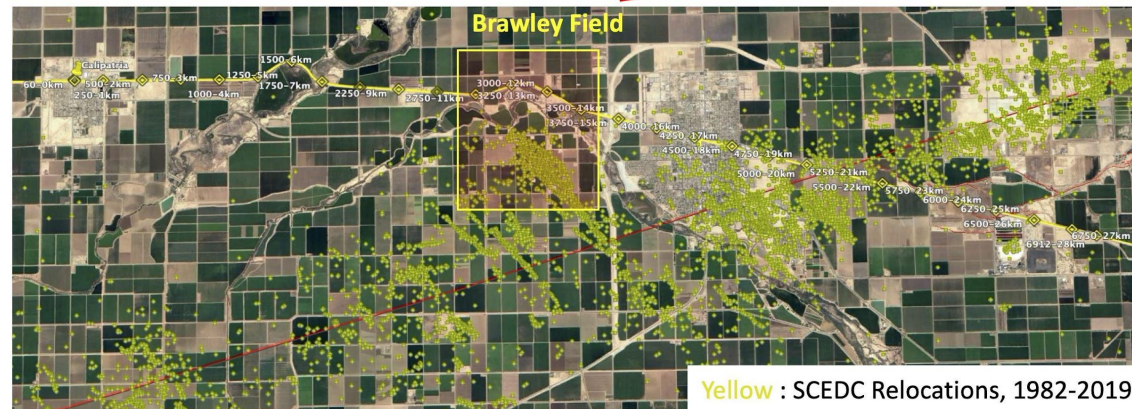 Brawley Field
Calipatria
60-0km
250-1km
500-2km
750-3km
1000-4km
1250-5km
1500-6km
1750-7km
2250-9km
2750-11km
3000-12km
3250-13km
3500-14km
3750-15km
4000-16km
4250-17km
4500-18km
4750-19km
5000-20km
5250-21km
5500-22km
5750-23km
6000-24km
6250-25km
6500-26km
6750-27km
6912-28km
Yellow : SCEDC Relocations, 1982-2019